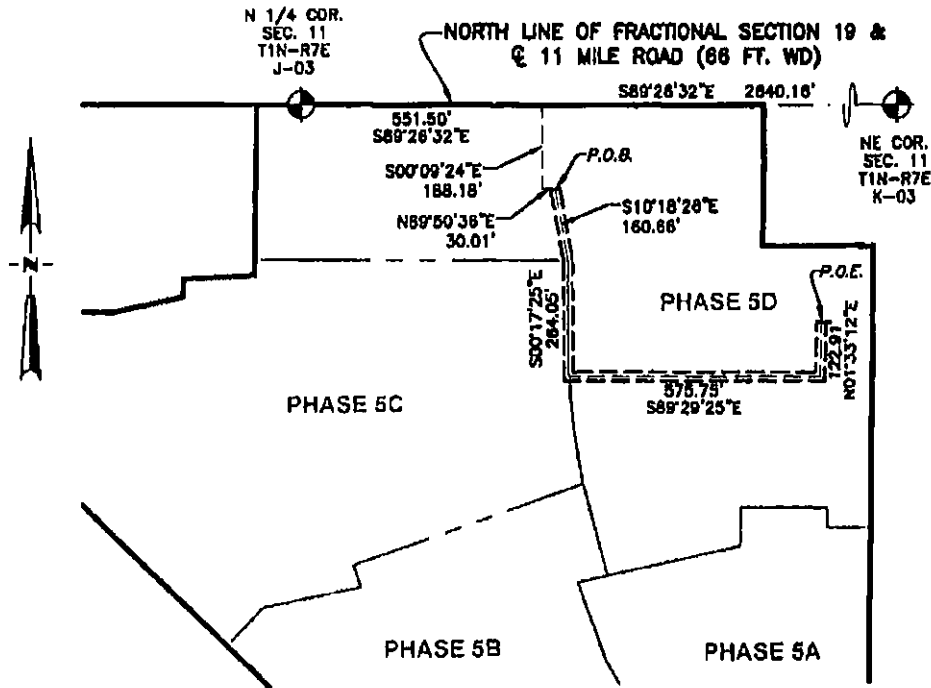 N 1/4 COR.
SEC. 11
T1N-R7E
J-03
NORTH LINE OF FRACTIONAL SECTION 19 &
℄ 11 MILE ROAD (66 FT. WD)
S89°26'32"E 2640.16'
551.50'
S89°26'32"E
NE COR.
SEC. 11
T1N-R7E
K-03
S00°09'24"E
188.18'
P.O.B.
N89°50'36"E
30.01'
S10°18'26"E
160.66'
-N-
S00°17'25"E
264.05'
PHASE 5D
P.O.E.
122.91'
N01°33'12"E
575.75'
S89°29'25"E
PHASE 5C
PHASE 5B
PHASE 5A